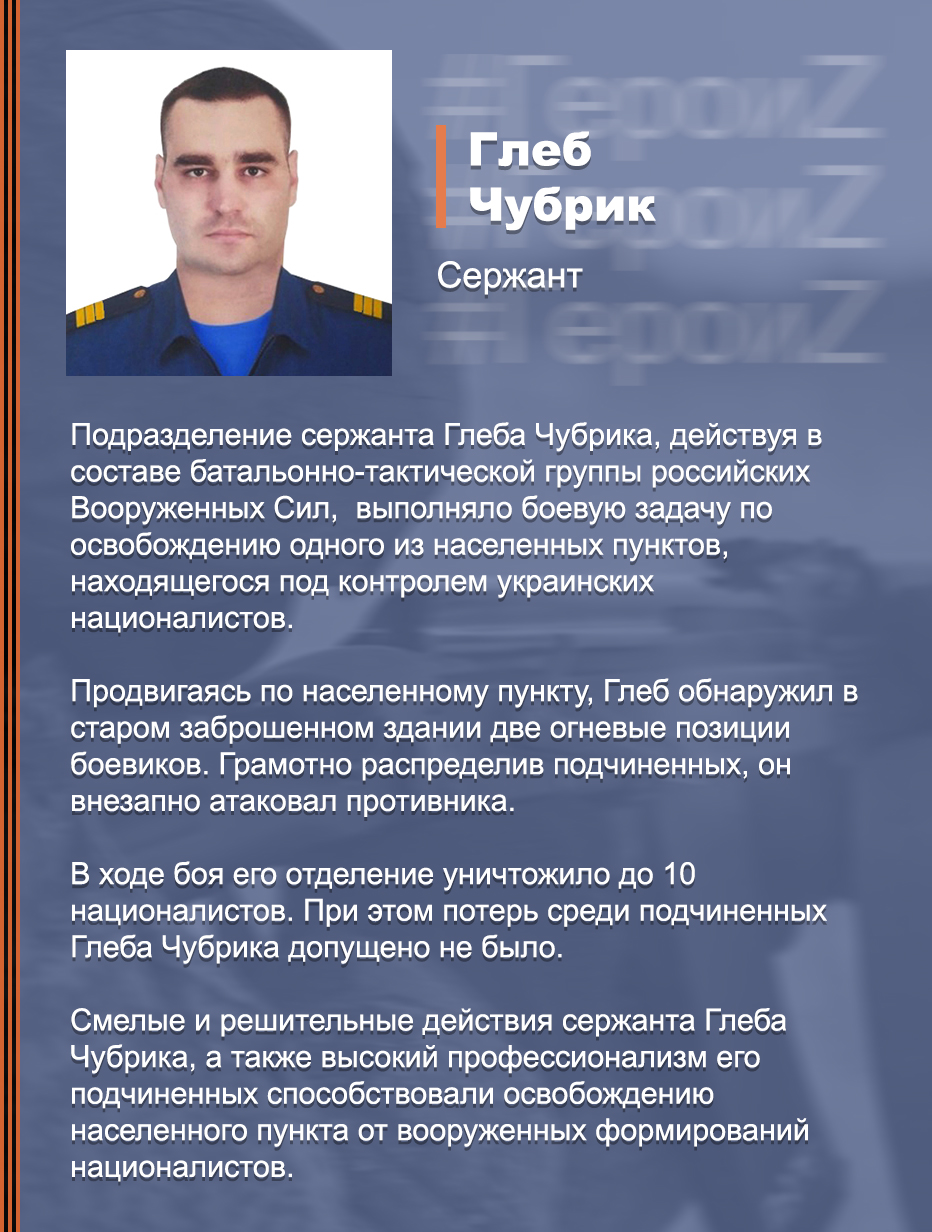 #ГероиZ
#ГероиZ
#ГероиZ
Глеб
Чубрик
Сержант
Подразделение сержанта Глеба Чубрика, действуя в
составе батальонно-тактической группы российских
Вооруженных Сил,  выполняло боевую задачу по
освобождению одного из населенных пунктов,
находящегося под контролем украинских
националистов.
Продвигаясь по населенному пункту, Глеб обнаружил в
старом заброшенном здании две огневые позиции
боевиков. Грамотно распределив подчиненных, он
внезапно атаковал противника.
В ходе боя его отделение уничтожило до 10
националистов. При этом потерь среди подчиненных
Глеба Чубрика допущено не было.
Смелые и решительные действия сержанта Глеба
Чубрика, а также высокий профессионализм его
подчиненных способствовали освобождению
населенного пункта от вооруженных формирований
националистов.